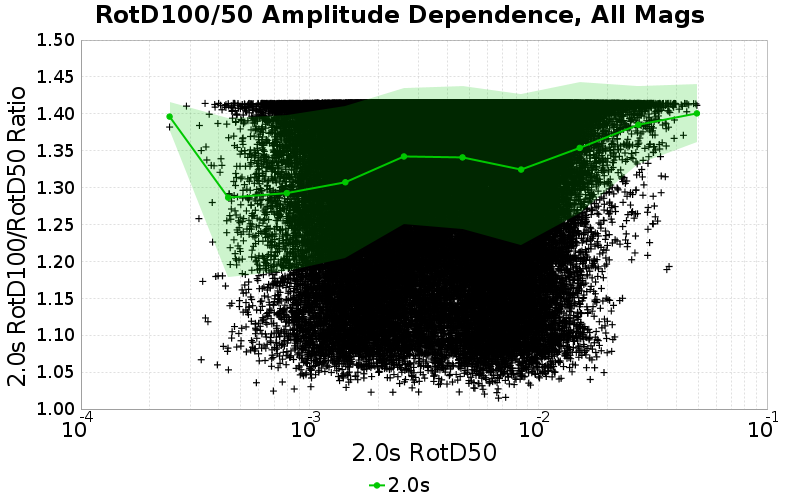 RotD100/50 Amplitude Dependence, All Mags
2.0s RotD100/RotD50 Ratio
1.50
1.45
1.40
1.35
1.30
1.25
1.20
1.15
1.10
1.05
1.00
10-4 10-3 10-2 10-1
2.0s RotD50
2.0s